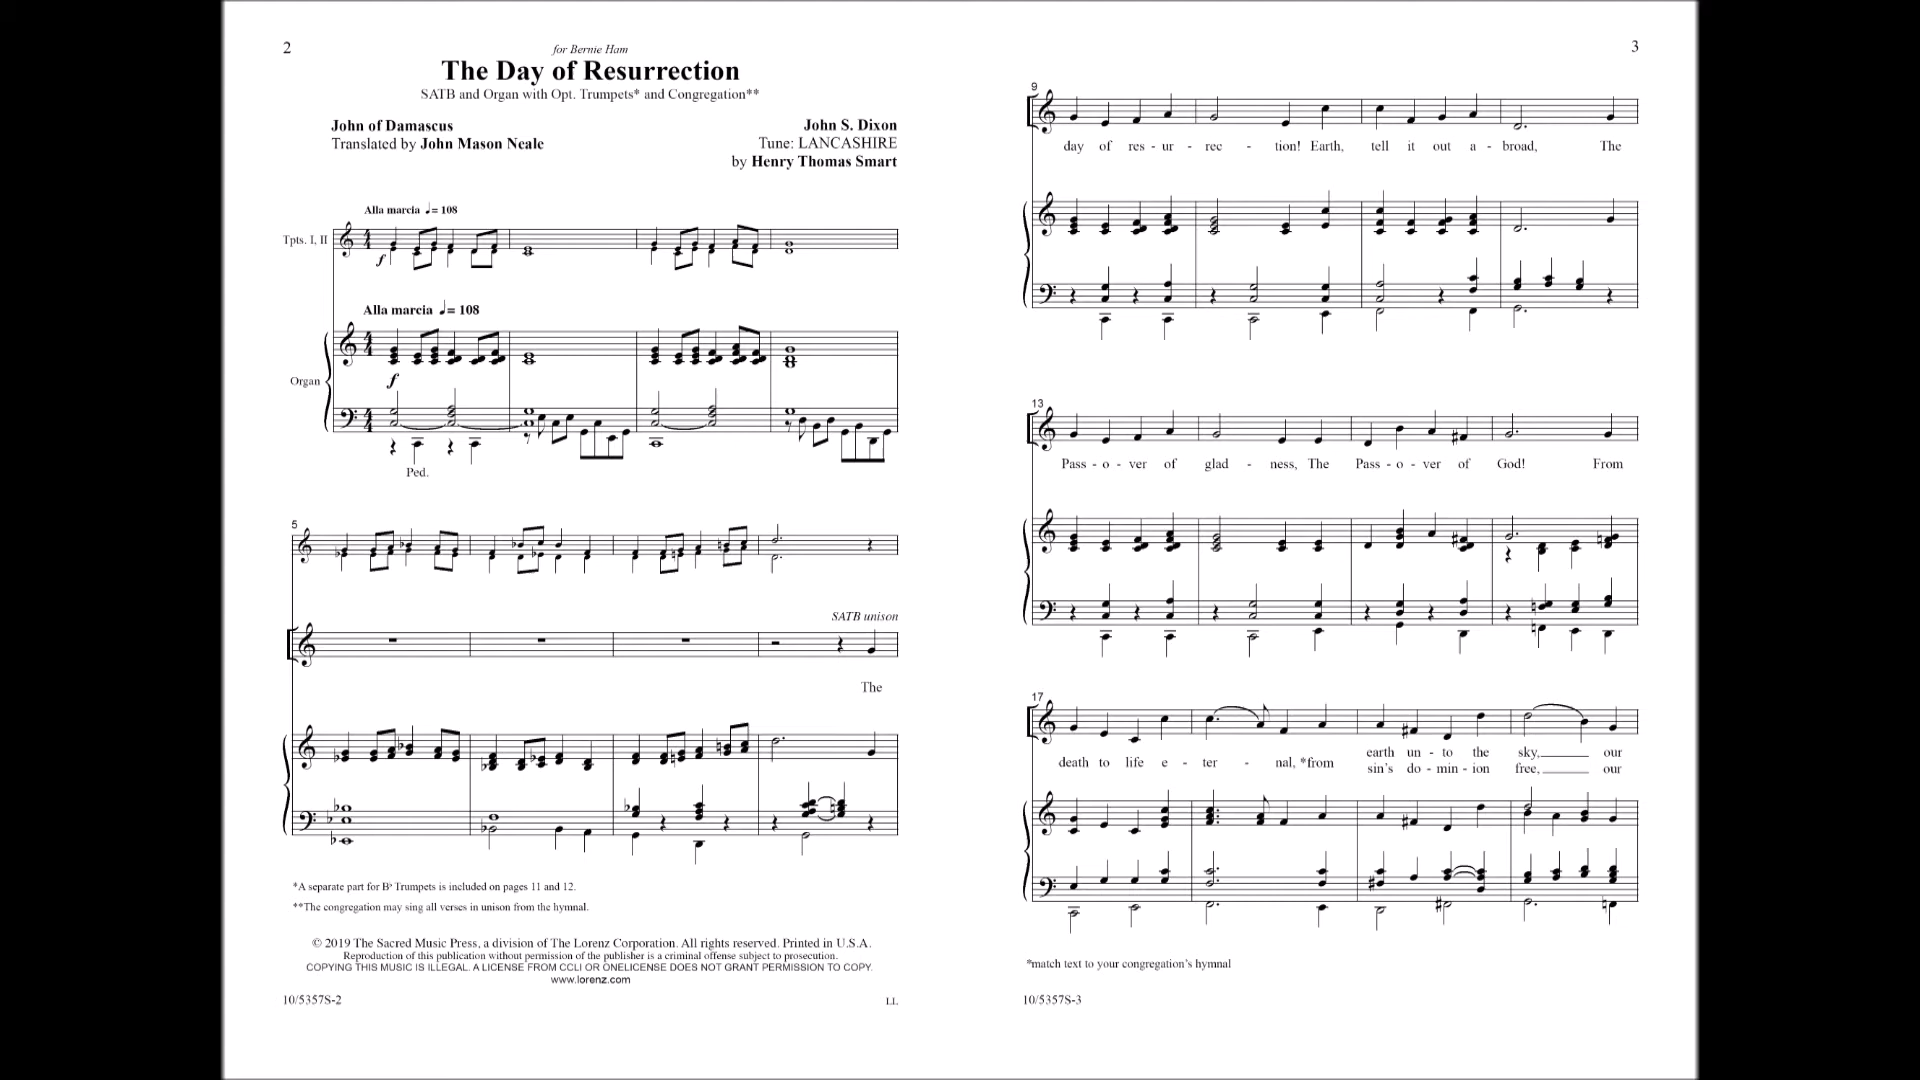 2
for Bernie Ham
The Day of Resurrection
SATB and Organ with Opt. Trumpets* and Congregation**
John of Damascus
Translated by John Mason Neale
John S. Dixon
Tune: LANCASHIRE
by Henry Thomas Smart
Alla marcia ♩= 108
Tpts. I, II
f
Alla marcia ♩= 108
Organ
f
Ped.
5
SATB unison
The
*A separate part for B♭ Trumpets is included on pages 11 and 12.
**The congregation may sing all verses in unison from the hymnal.
© 2019 The Sacred Music Press, a division of The Lorenz Corporation. All rights reserved. Printed in U.S.A.
Reproduction of this publication without permission of the publisher is a criminal offense subject to prosecution.
COPYING THIS MUSIC IS ILLEGAL. A LICENSE FROM CCLI OR ONELICENSE DOES NOT GRANT PERMISSION TO COPY.
www.lorenz.com
10/5357S-2
LL
3
9
day of res - ur - rec - tion! Earth, tell it out a - broad, The
13
Pass - o - ver of glad - ness, The Pass - o - ver of God! From
17
earth un - to the sky, our
death to life e - ter - nal, *from
sin's do - min - ion free, our
*match text to your congregation's hymnal
10/5357S-3